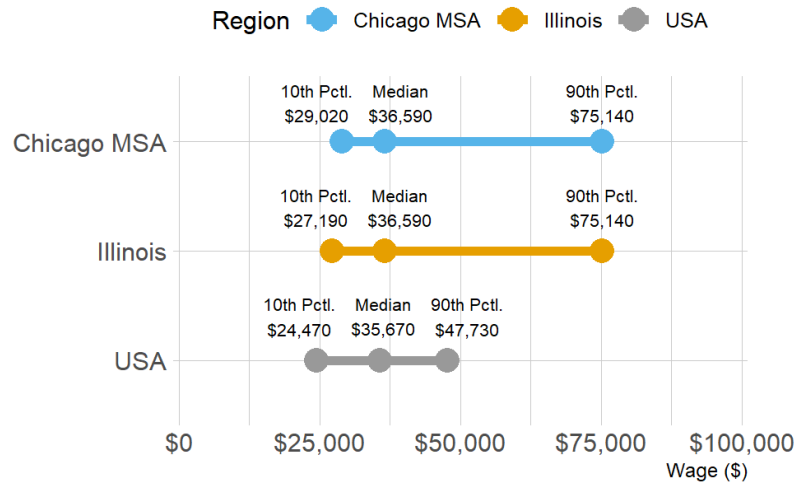 Region Chicago MSA Illinois USA
10th Pctl. Median 90th Pctl.
$29,020 $36,590 $75,140
Chicago MSA
10th Pctl. Median 90th Pctl.
$27,190 $36,590 $75,140
Illinois
10th Pctl. Median 90th Pctl.
$24,470 $35,670 $47,730
USA
$0 $25,000 $50,000 $75,000 $100,000
Wage ($)